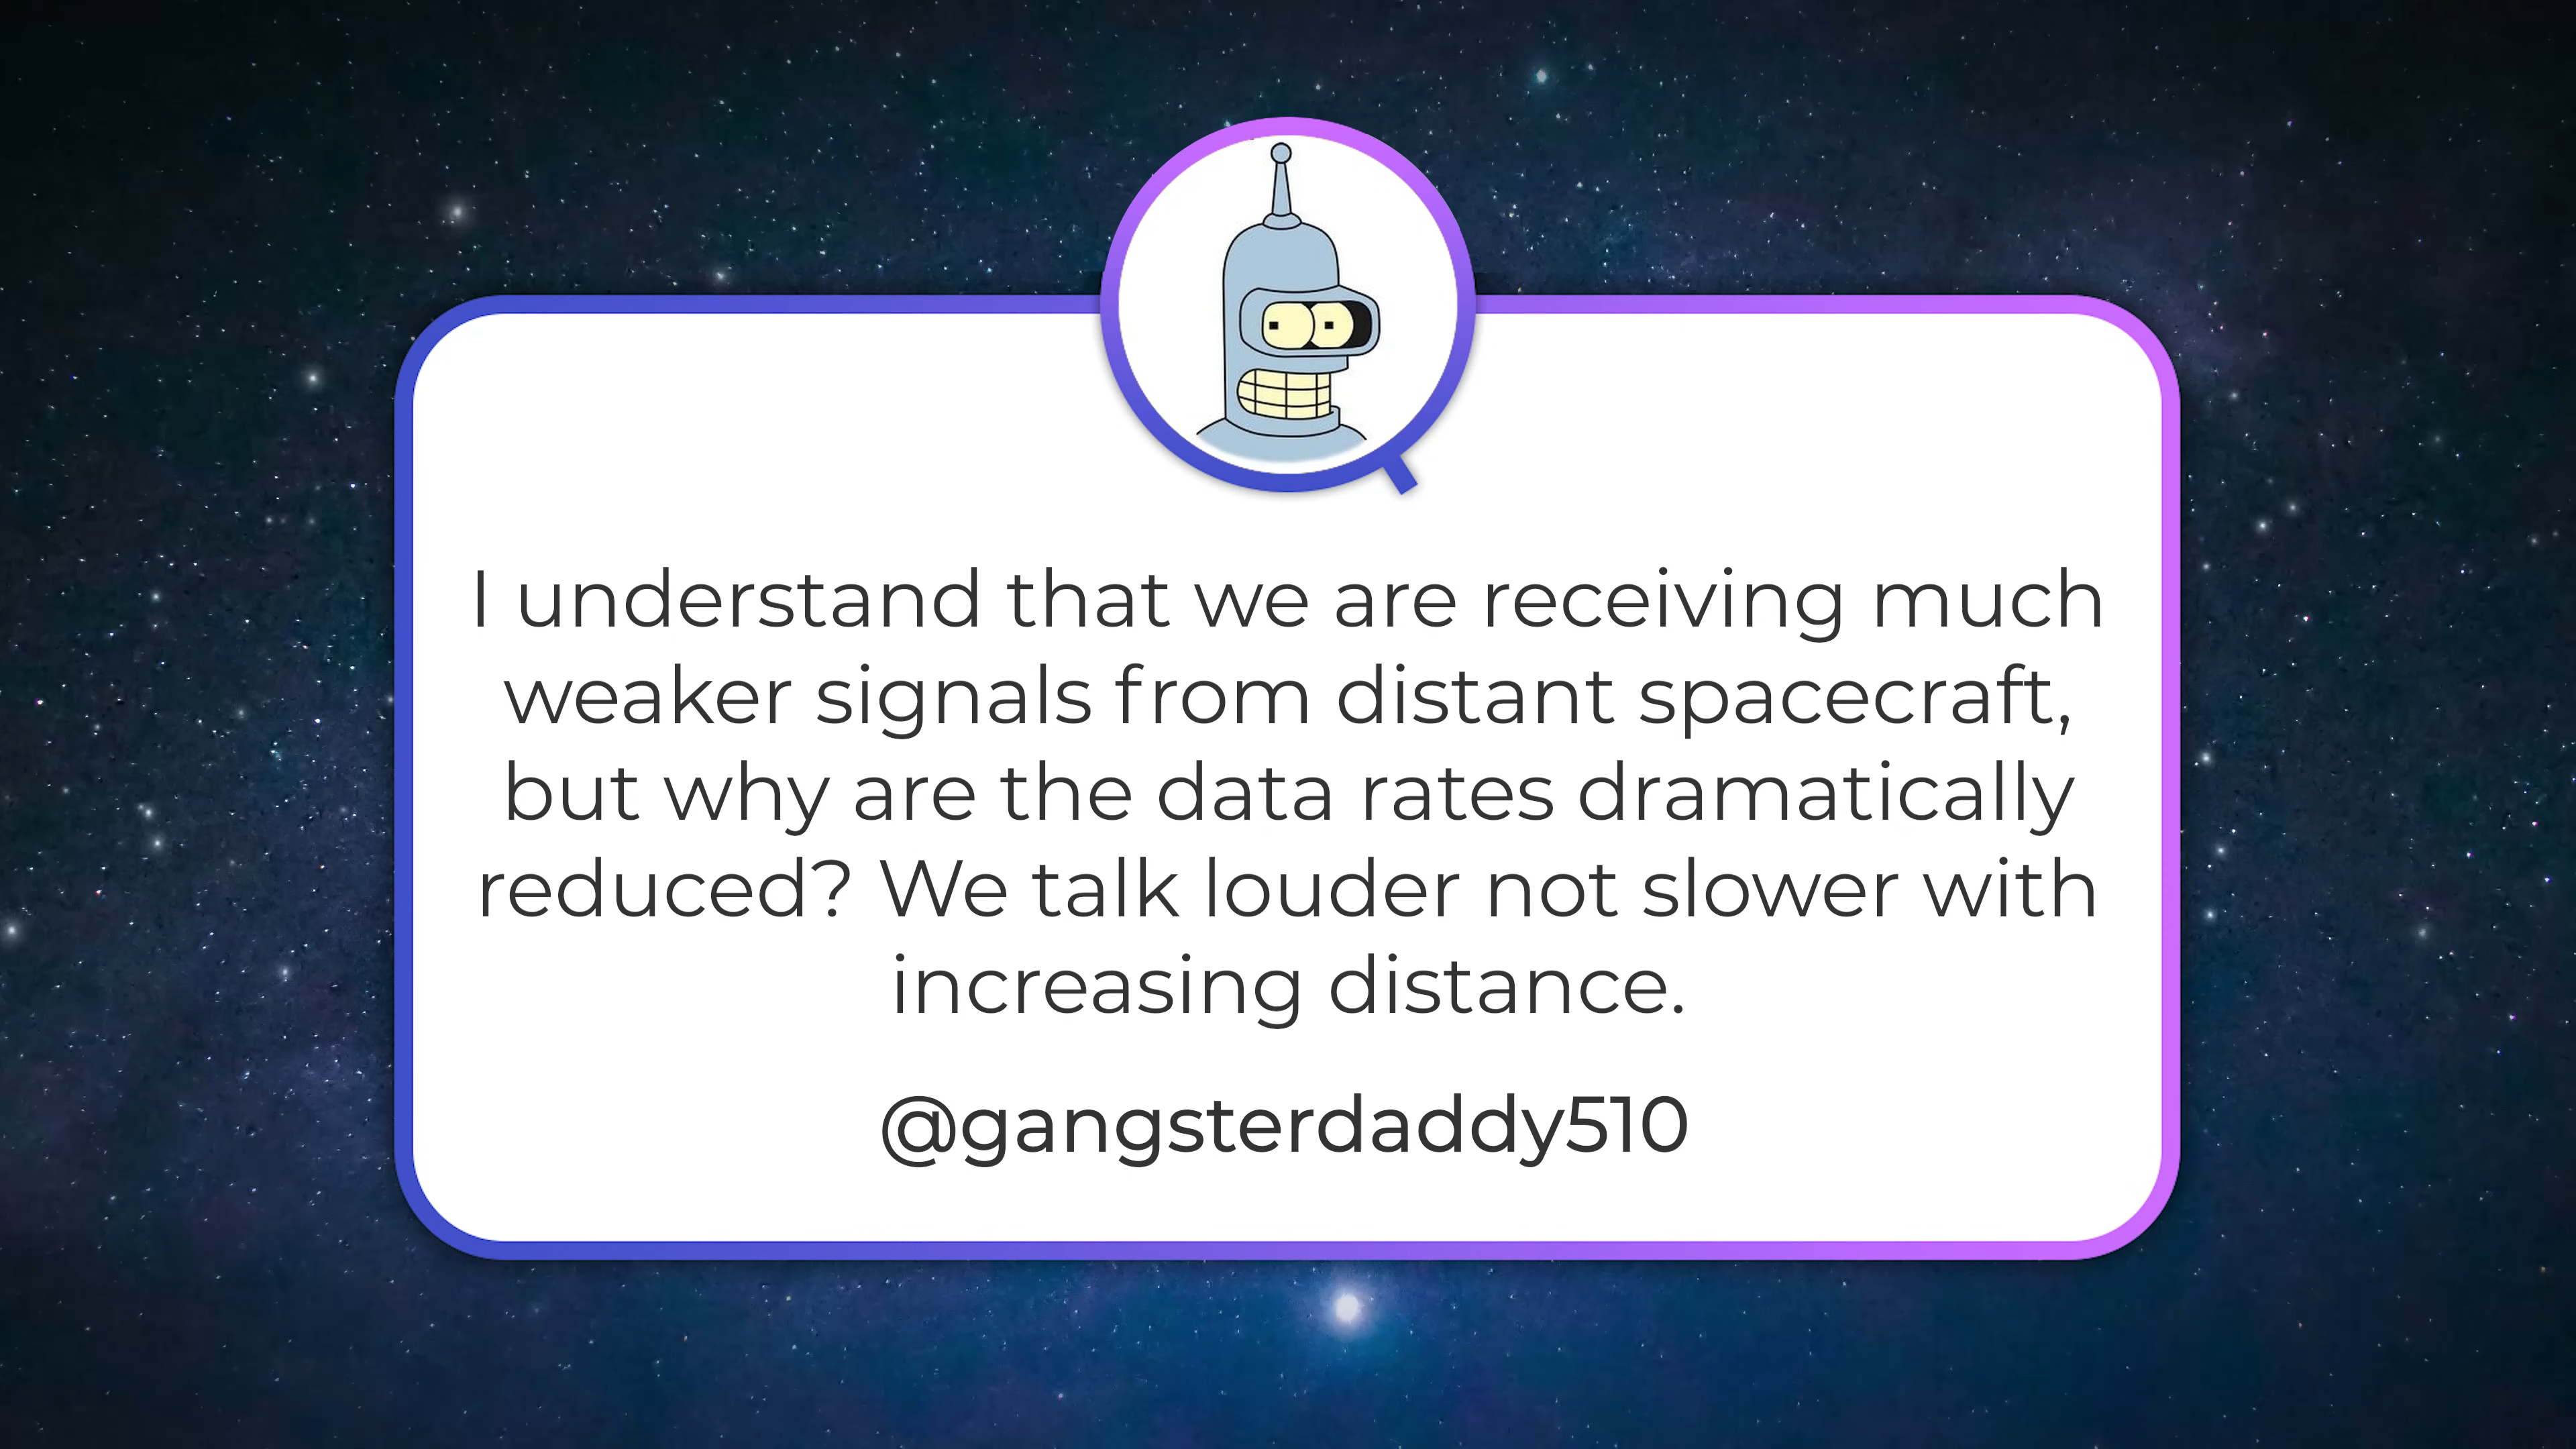 I understand that we are receiving much
weaker signals from distant spacecraft,
but why are the data rates dramatically
reduced? We talk louder not slower with
increasing distance.
@gangsterdaddy510